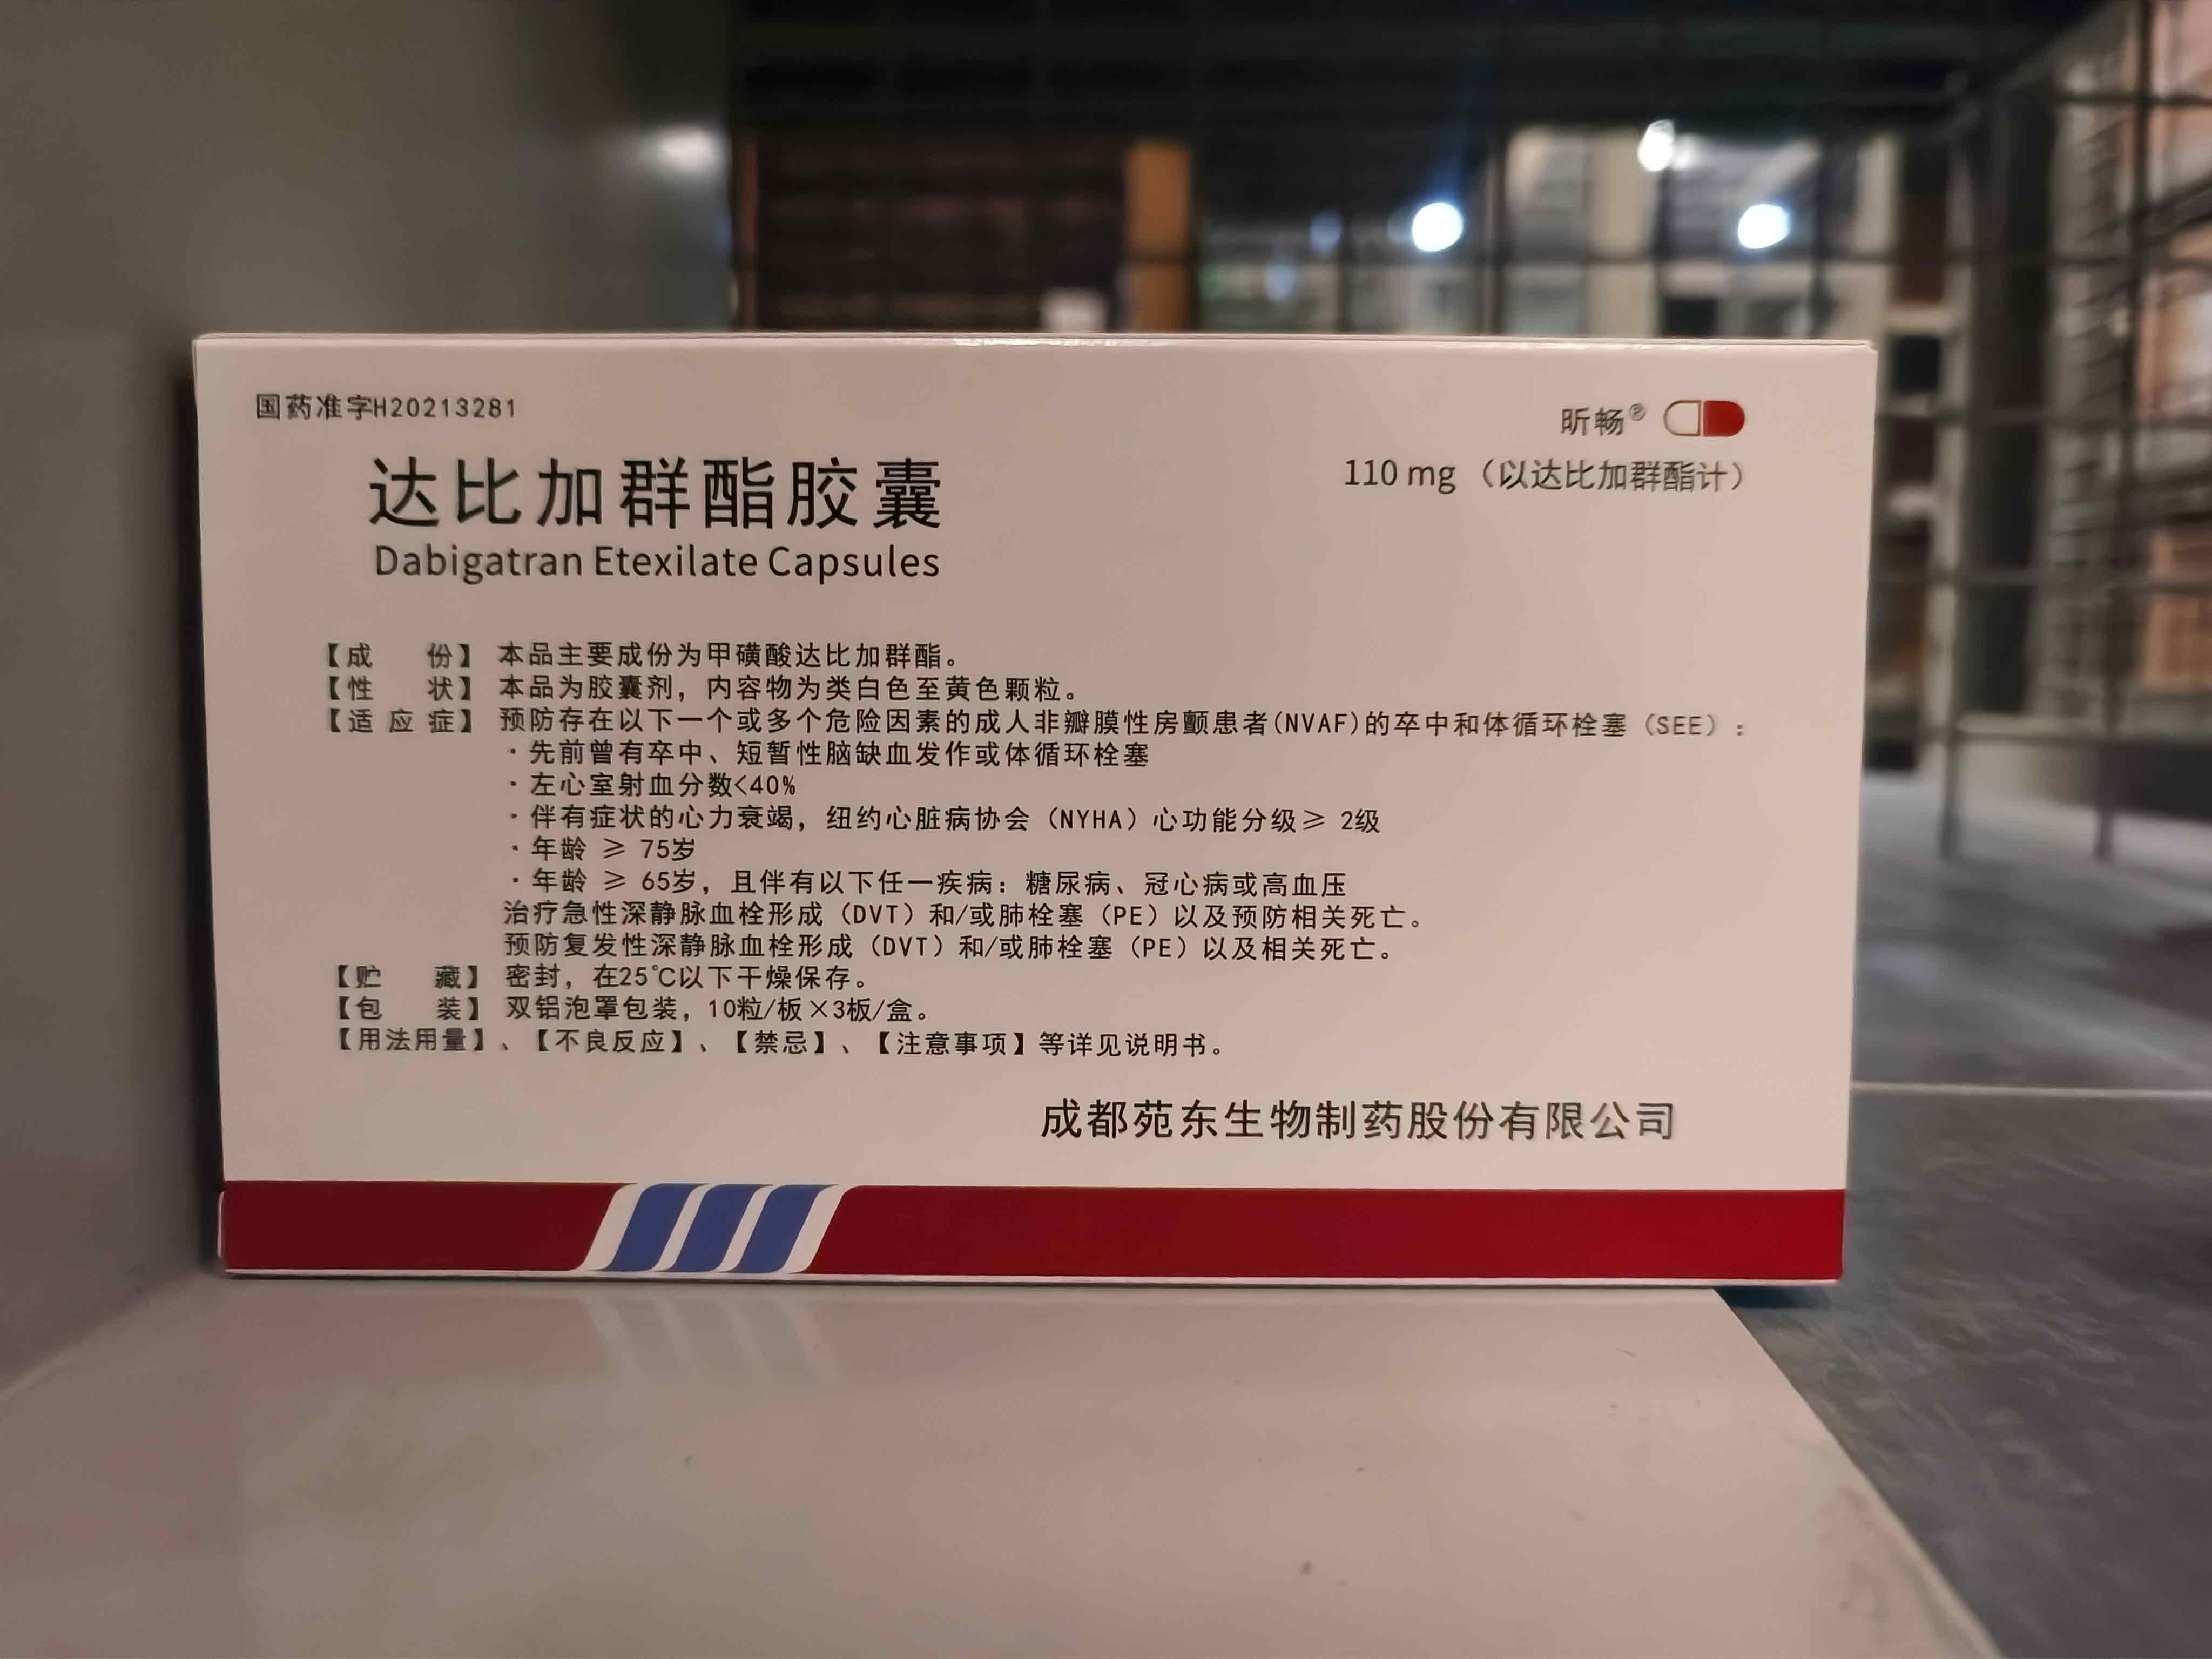 国药准字H20213281
昕畅®
110 mg（以达比加群酯计）
达比加群酯胶囊
Dabigatran Etexilate Capsules
【成　份】本品主要成份为甲磺酸达比加群酯。
【性　状】本品为胶囊剂，内容物为类白色至黄色颗粒。
【适 应 症】预防存在以下一个或多个危险因素的成人非瓣膜性房颤患者(NVAF)的卒中和体循环栓塞（SEE）：
·先前曾有卒中、短暂性脑缺血发作或体循环栓塞
·左心室射血分数<40%
·伴有症状的心力衰竭，纽约心脏病协会（NYHA）心功能分级≥ 2级
·年龄 ≥ 75岁
·年龄 ≥ 65岁，且伴有以下任一疾病：糖尿病、冠心病或高血压
治疗急性深静脉血栓形成（DVT）和/或肺栓塞（PE）以及预防相关死亡。
预防复发性深静脉血栓形成（DVT）和/或肺栓塞（PE）以及相关死亡。
【贮　藏】密封，在25℃以下干燥保存。
【包　装】双铝泡罩包装，10粒/板×3板/盒。
【用法用量】、【不良反应】、【禁忌】、【注意事项】等详见说明书。
成都苑东生物制药股份有限公司